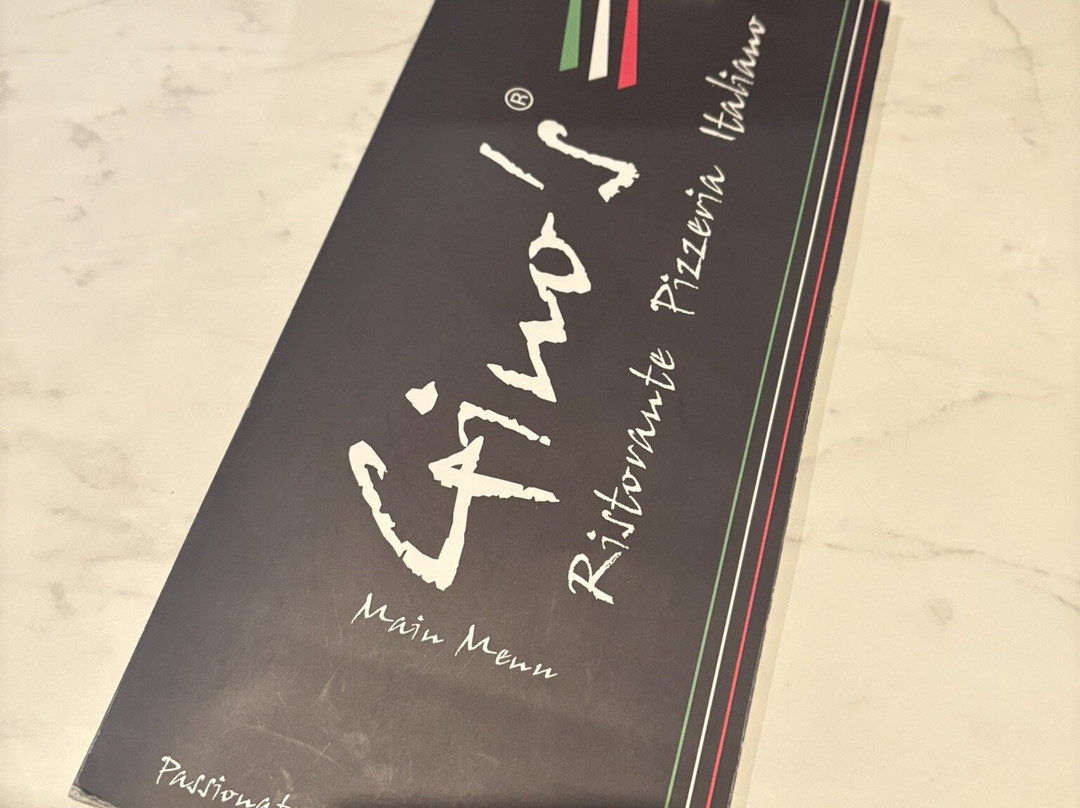 Gino's®
Ristorante Pizzeria Italiano
Main Menu